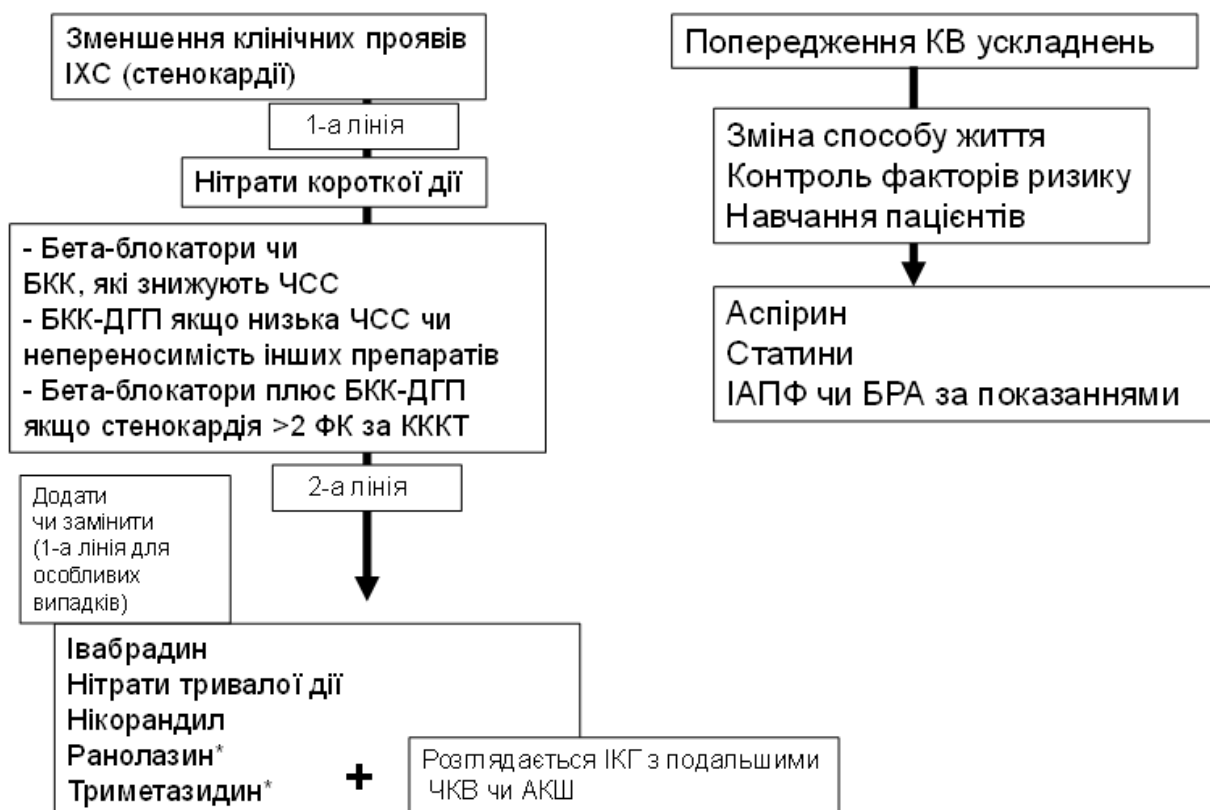 Зменшення клінічних проявів
ІХС (стенокардії)
1-а лінія
Нітрати короткої дії
- Бета-блокатори чи
БКК, які знижують ЧСС
- БКК-ДГП якщо низька ЧСС чи
непереносимість інших препаратів
- Бета-блокатори плюс БКК-ДГП
якщо стенокардія >2 ФК за КККТ
2-а лінія
Додати
чи замінити
(1-а лінія для
особливих
випадків)
Івабрадин
Нітрати тривалої дії
Нікорандил
Ранолазин*
Триметазидин*
+
Розглядається ІКГ з подальшими
ЧКВ чи АКШ
Попередження КВ ускладнень
Зміна способу життя
Контроль факторів ризику
Навчання пацієнтів
Аспірин
Статини
ІАПФ чи БРА за показаннями